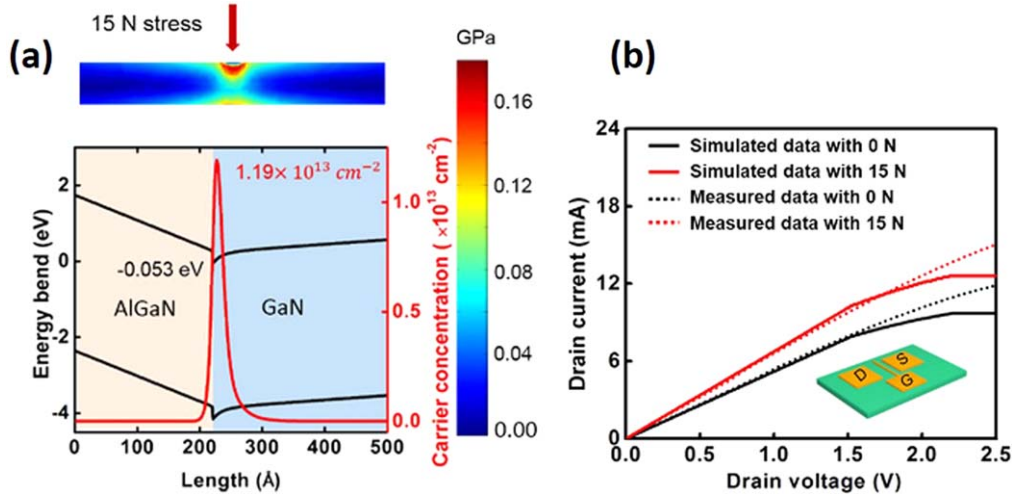 (a)
15 N stress
GPa
0.16
0.12
0.08
0.04
0.00
Energy bend (eV)
2
0
-2
-4
1.19× 10¹³ cm⁻²
-0.053 eV
AlGaN
GaN
1.0
0.5
0.0
Carrier concentration ( ×10¹³ cm⁻²)
0 100 200 300 400 500
Length (Å)
(b)
Drain current (mA)
24
18
12
6
0
Simulated data with 0 N
Simulated data with 15 N
Measured data with 0 N
Measured data with 15 N
D
S
G
0.0 0.5 1.0 1.5 2.0 2.5
Drain voltage (V)